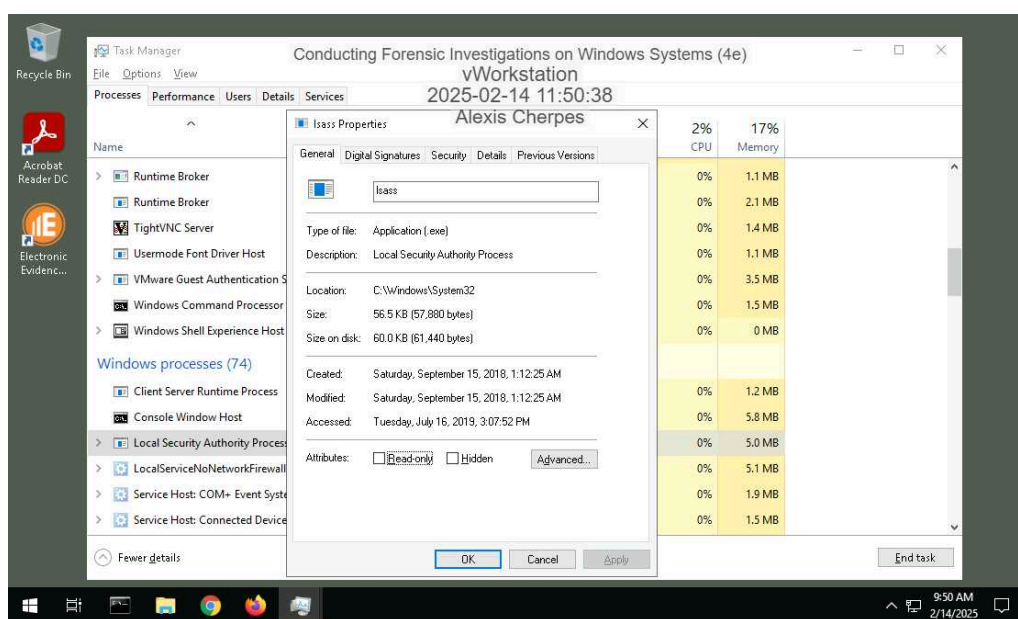 Recycle Bin
Acrobat
Reader DC
Electronic
Evidenc...
Task Manager
Conducting Forensic Investigations on Windows Systems (4e)
vWorkstation
2025-02-14 11:50:38
Alexis Cherpes
File Options View
Processes Performance Users Details Services
Name
2% 17%
CPU Memory
Runtime Broker 0% 1.1 MB
Runtime Broker 0% 2.1 MB
TightVNC Server 0% 1.4 MB
Usermode Font Driver Host 0% 1.1 MB
VMware Guest Authentication S 0% 3.5 MB
Windows Command Processor 0% 1.5 MB
Windows Shell Experience Host 0% 0 MB
Windows processes (74)
Client Server Runtime Process 0% 1.2 MB
Console Window Host 0% 5.8 MB
Local Security Authority Process 0% 5.0 MB
LocalServiceNoNetworkFirewall 0% 5.1 MB
Service Host: COM+ Event Syste 0% 1.9 MB
Service Host: Connected Device 0% 1.5 MB
Fewer details
End task
lsass Properties
General Digital Signatures Security Details Previous Versions
lsass
Type of file: Application (.exe)
Description: Local Security Authority Process
Location: C:\Windows\System32
Size: 56.5 KB (57,880 bytes)
Size on disk: 60.0 KB (61,440 bytes)
Created: Saturday, September 15, 2018, 1:12:25 AM
Modified: Saturday, September 15, 2018, 1:12:25 AM
Accessed: Tuesday, July 16, 2019, 3:07:52 PM
Attributes: Read-only Hidden Advanced...
OK Cancel Apply
9:50 AM
2/14/2025